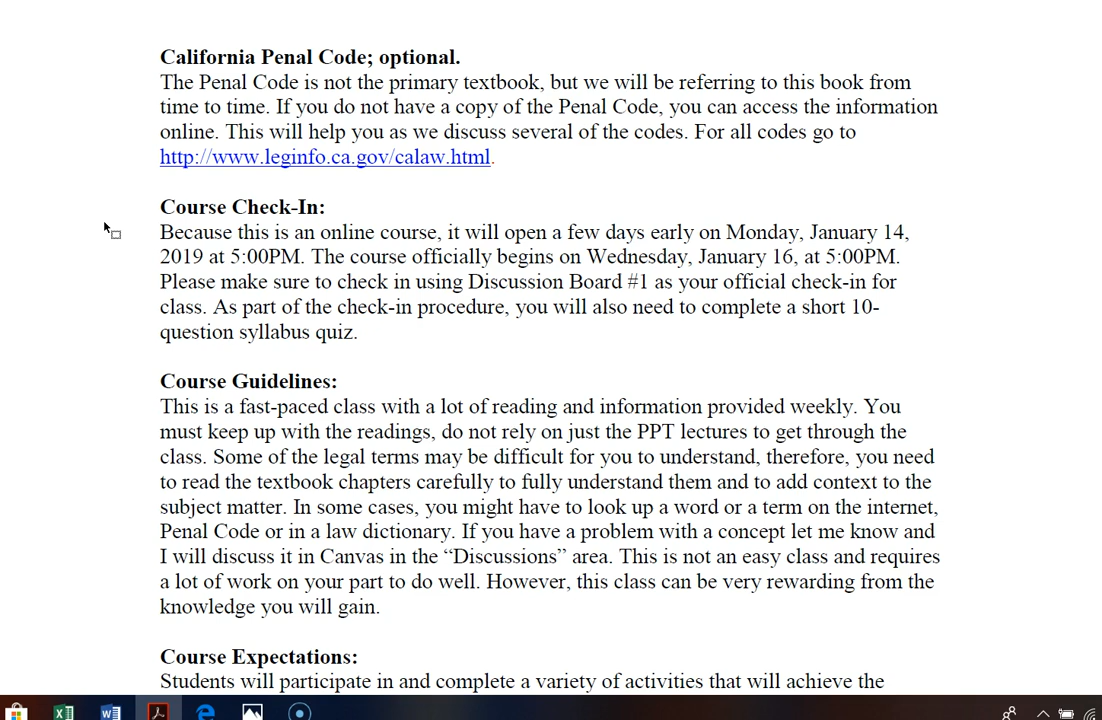 California Penal Code; optional.
The Penal Code is not the primary textbook, but we will be referring to this book from
time to time. If you do not have a copy of the Penal Code, you can access the information
online. This will help you as we discuss several of the codes. For all codes go to
http://www.leginfo.ca.gov/calaw.html.
Course Check-In:
Because this is an online course, it will open a few days early on Monday, January 14,
2019 at 5:00PM. The course officially begins on Wednesday, January 16, at 5:00PM.
Please make sure to check in using Discussion Board #1 as your official check-in for
class. As part of the check-in procedure, you will also need to complete a short 10-
question syllabus quiz.
Course Guidelines:
This is a fast-paced class with a lot of reading and information provided weekly. You
must keep up with the readings, do not rely on just the PPT lectures to get through the
class. Some of the legal terms may be difficult for you to understand, therefore, you need
to read the textbook chapters carefully to fully understand them and to add context to the
subject matter. In some cases, you might have to look up a word or a term on the internet,
Penal Code or in a law dictionary. If you have a problem with a concept let me know and
I will discuss it in Canvas in the “Discussions” area. This is not an easy class and requires
a lot of work on your part to do well. However, this class can be very rewarding from the
knowledge you will gain.
Course Expectations:
Students will participate in and complete a variety of activities that will achieve the